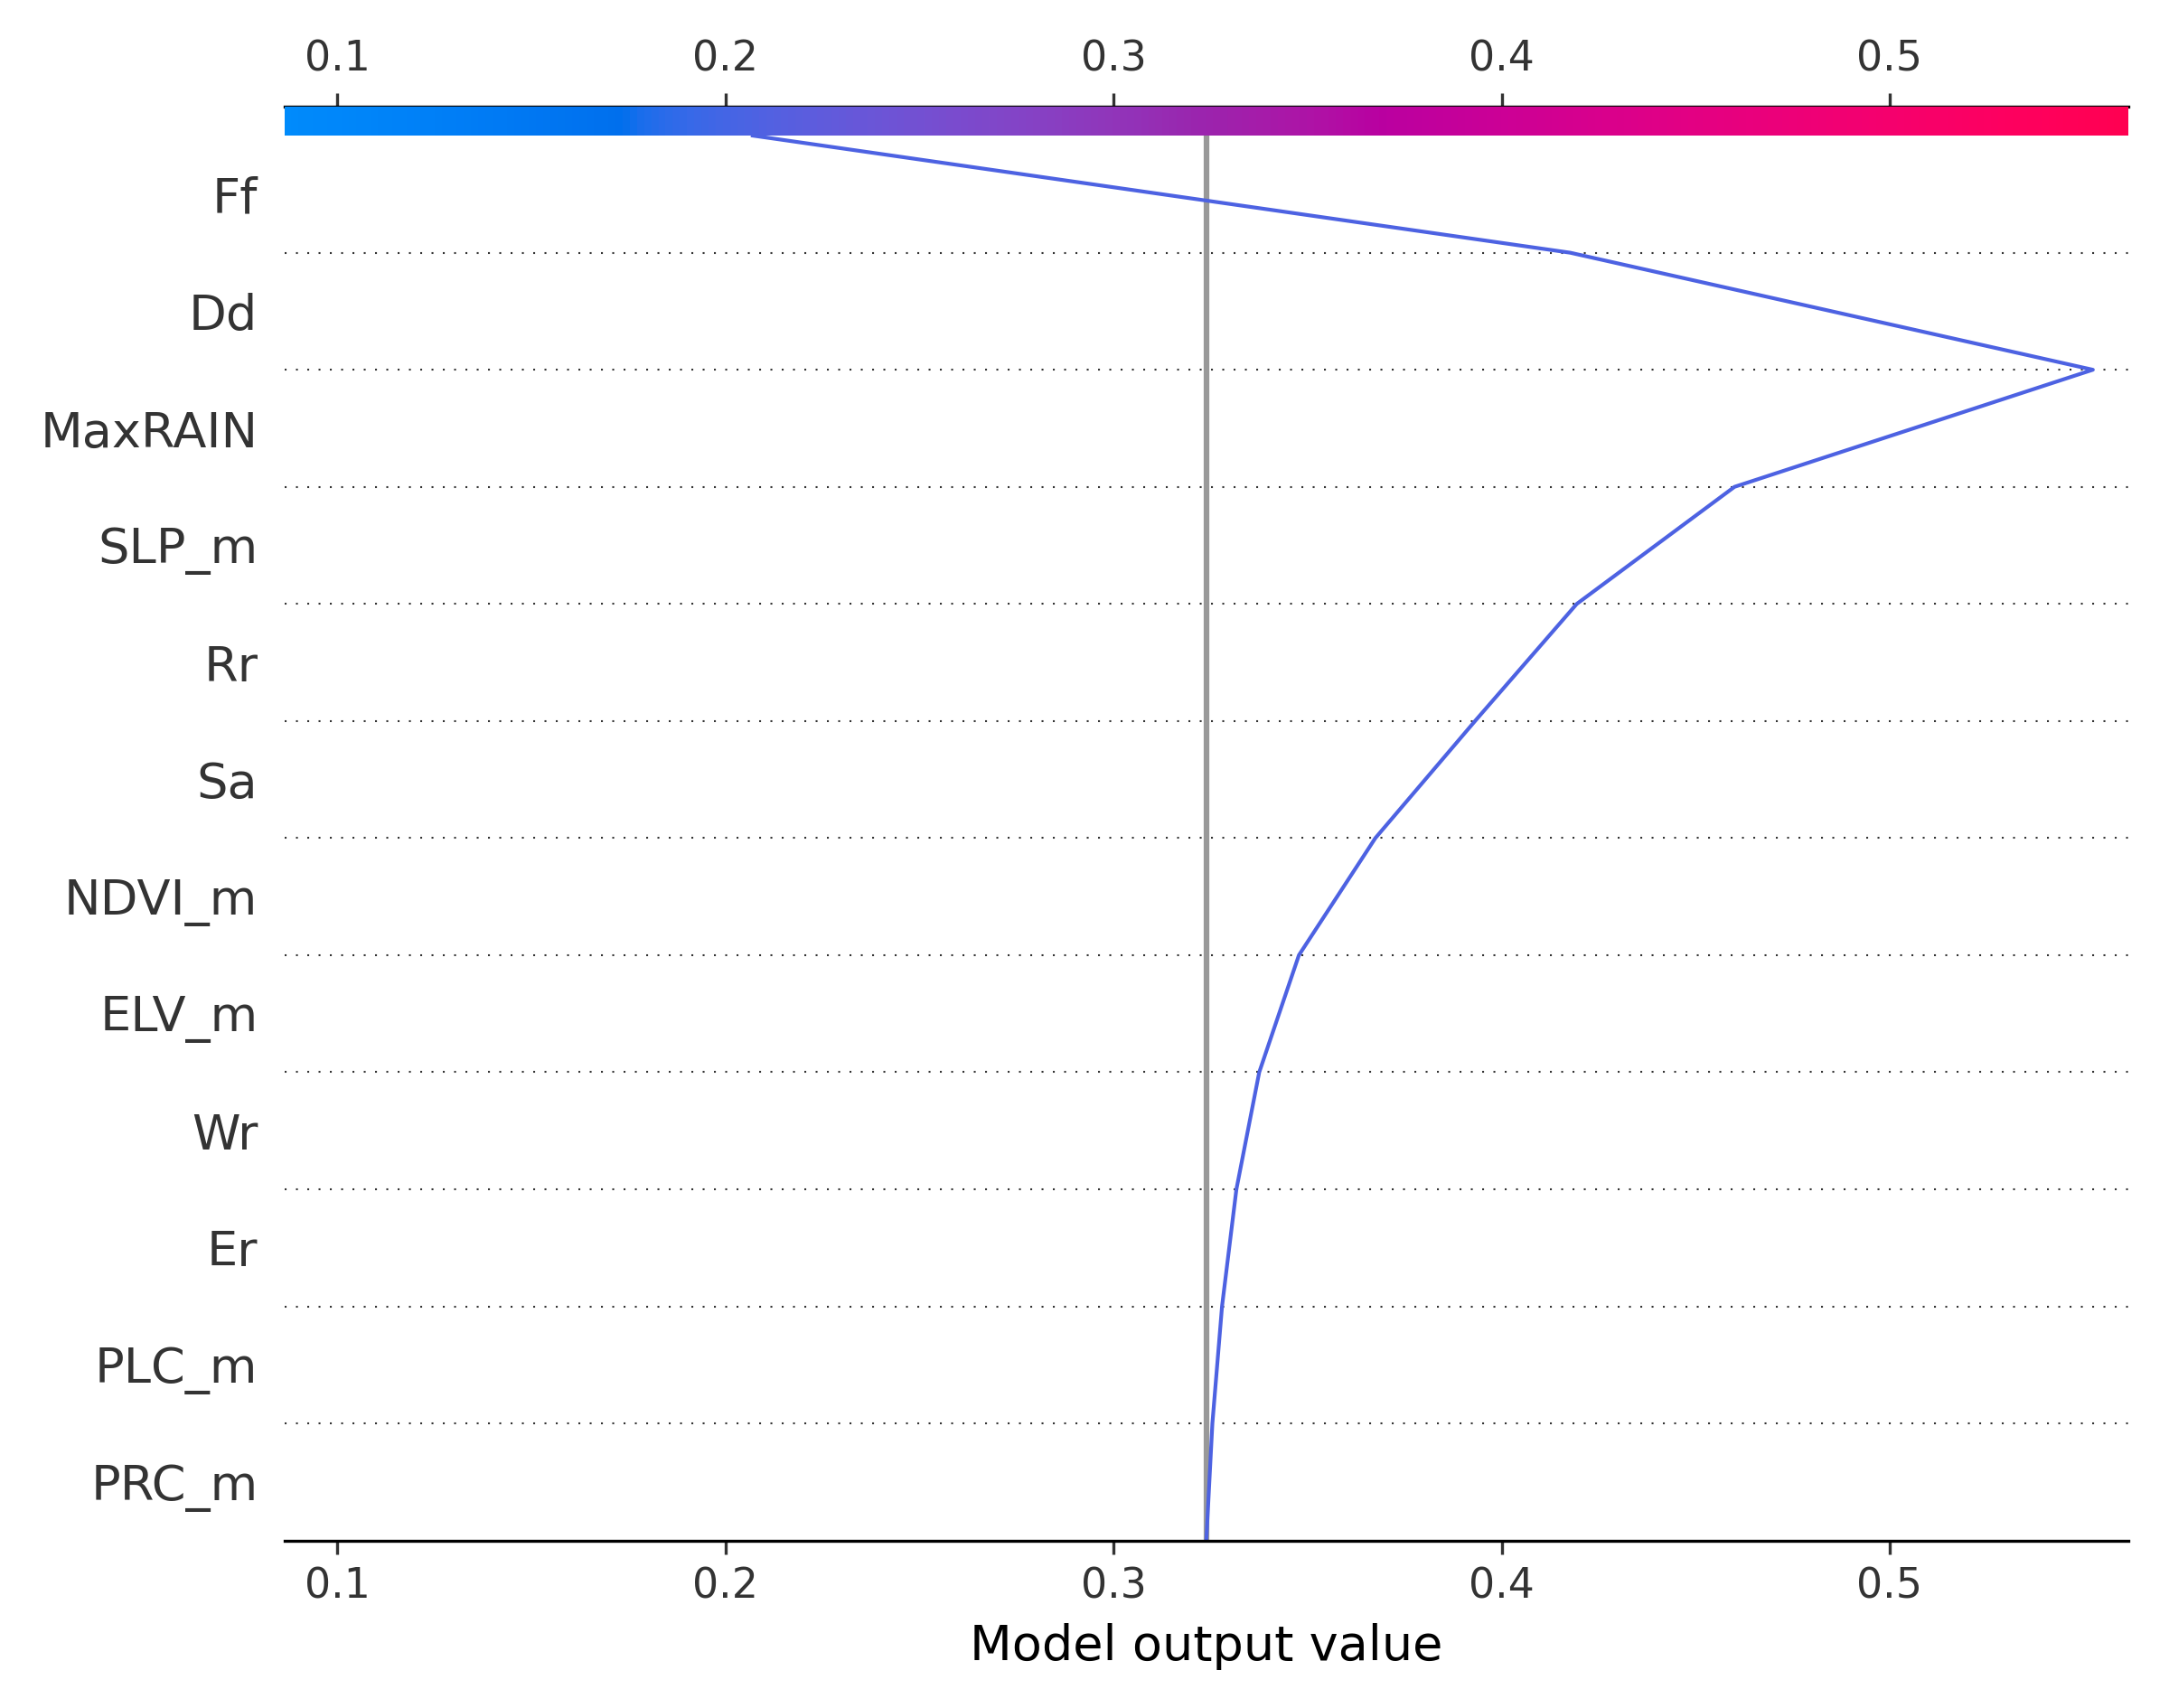 0.1 0.2 0.3 0.4 0.5
Ff
Dd
MaxRAIN
SLP_m
Rr
Sa
NDVI_m
ELV_m
Wr
Er
PLC_m
PRC_m
0.1 0.2 0.3 0.4 0.5
Model output value